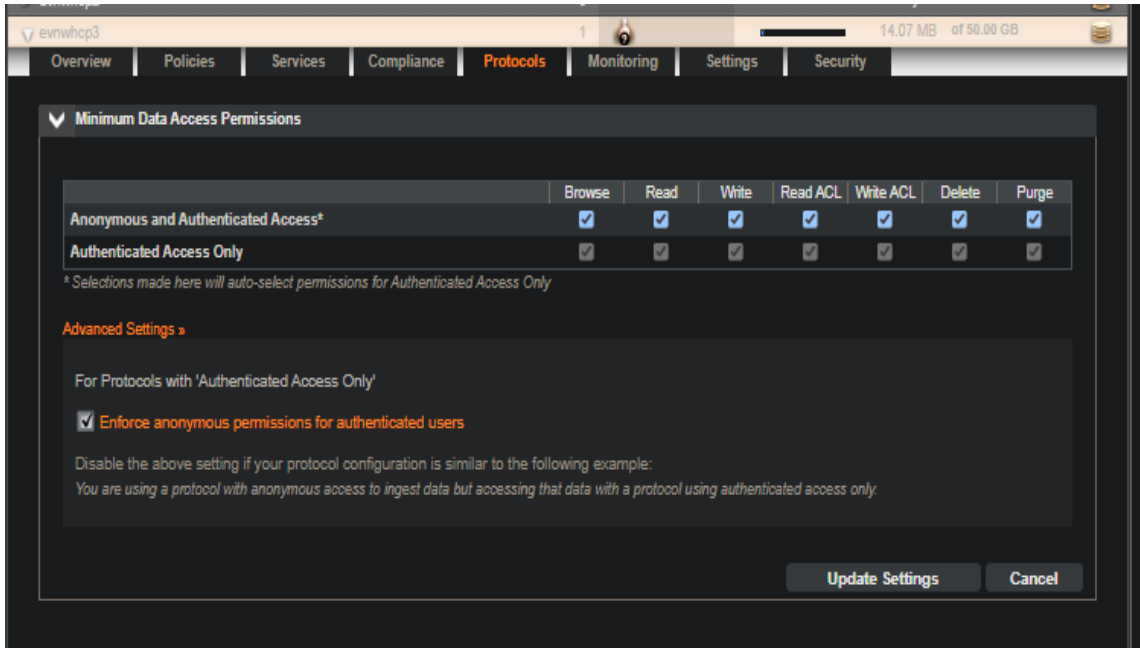 evnwhcp3 1 14.07 MB of 50.00 GB
Overview Policies Services Compliance Protocols Monitoring Settings Security
Minimum Data Access Permissions
Browse Read Write Read ACL Write ACL Delete Purge
Anonymous and Authenticated Access*
Authenticated Access Only
* Selections made here will auto-select permissions for Authenticated Access Only
Advanced Settings »
For Protocols with 'Authenticated Access Only'
Enforce anonymous permissions for authenticated users
Disable the above setting if your protocol configuration is similar to the following example:
You are using a protocol with anonymous access to ingest data but accessing that data with a protocol using authenticated access only.
Update Settings Cancel